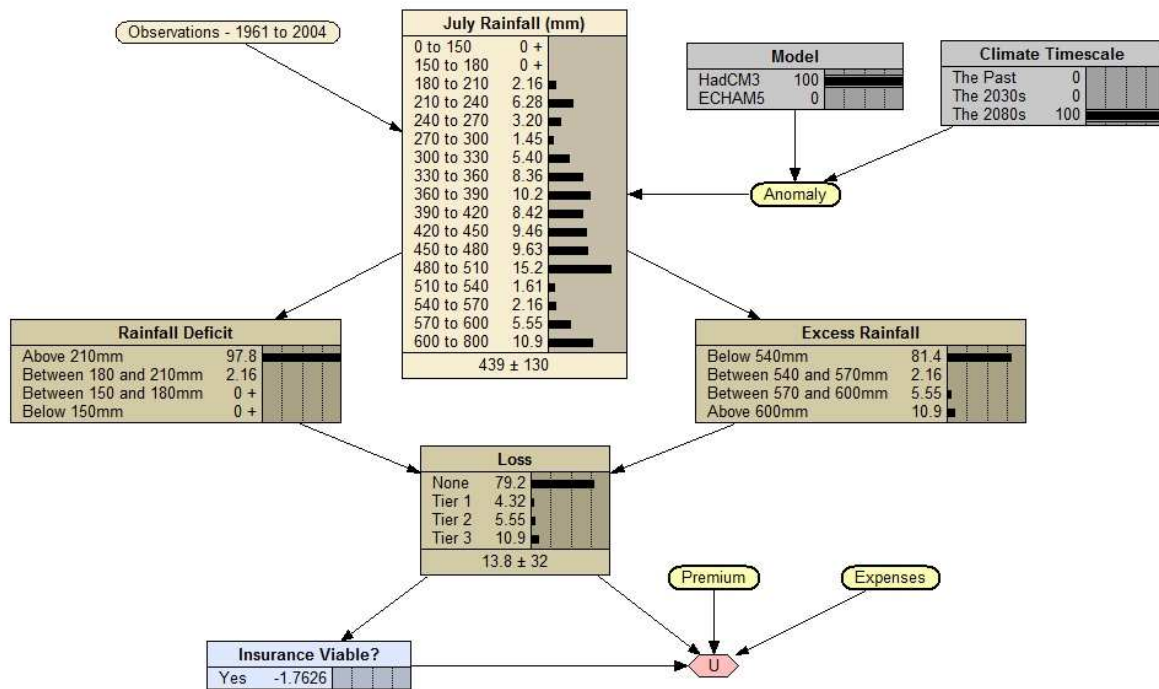 Observations - 1961 to 2004
July Rainfall (mm)
0 to 150 0 +
150 to 180 0 +
180 to 210 2.16
210 to 240 6.28
240 to 270 3.20
270 to 300 1.45
300 to 330 5.40
330 to 360 8.36
360 to 390 10.2
390 to 420 8.42
420 to 450 9.46
450 to 480 9.63
480 to 510 15.2
510 to 540 1.61
540 to 570 2.16
570 to 600 5.55
600 to 800 10.9
439 ± 130
Model
HadCM3 100
ECHAM5 0
Climate Timescale
The Past 0
The 2030s 0
The 2080s 100
Anomaly
Rainfall Deficit
Above 210mm 97.8
Between 180 and 210mm 2.16
Between 150 and 180mm 0 +
Below 150mm 0 +
Excess Rainfall
Below 540mm 81.4
Between 540 and 570mm 2.16
Between 570 and 600mm 5.55
Above 600mm 10.9
Loss
None 79.2
Tier 1 4.32
Tier 2 5.55
Tier 3 10.9
13.8 ± 32
Premium
Expenses
Insurance Viable?
Yes -1.7626
U